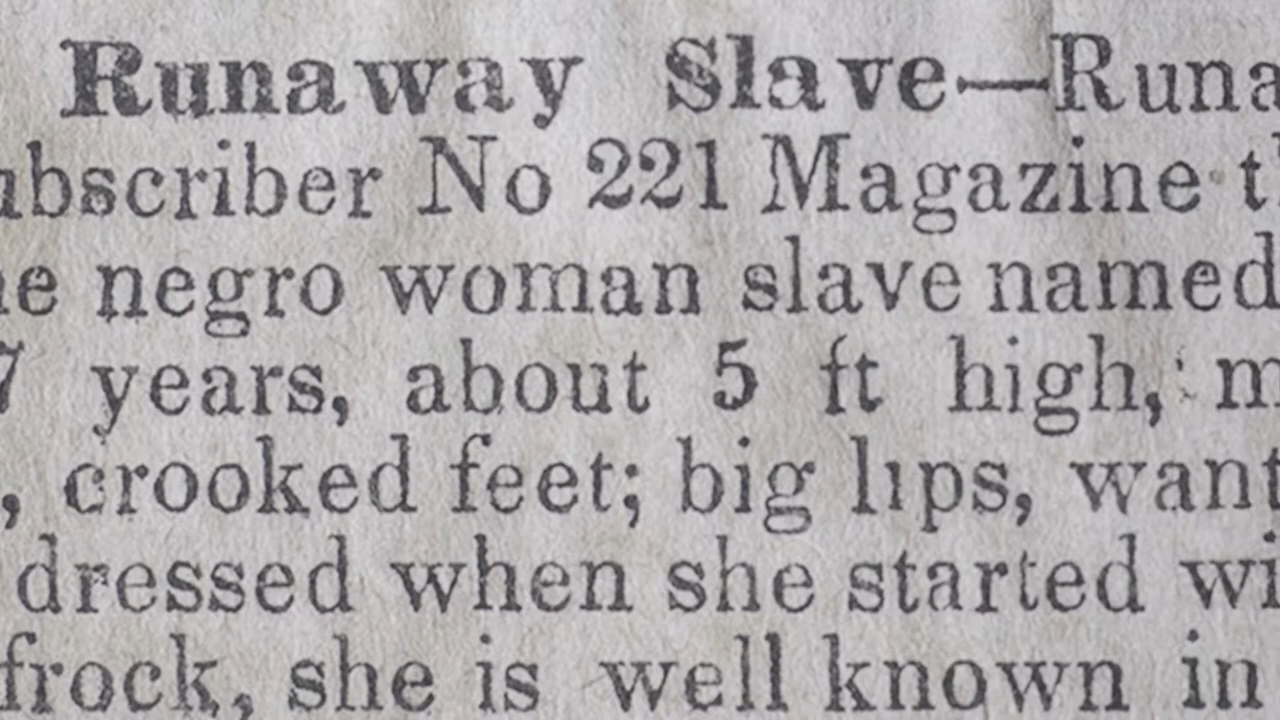 Runaway Slave—Runa
ubscriber No 221 Magazine t
e negro woman slave named
7 years, about 5 ft high, m
, crooked feet; big lips, want
dressed when she started wi
frock, she is well known in